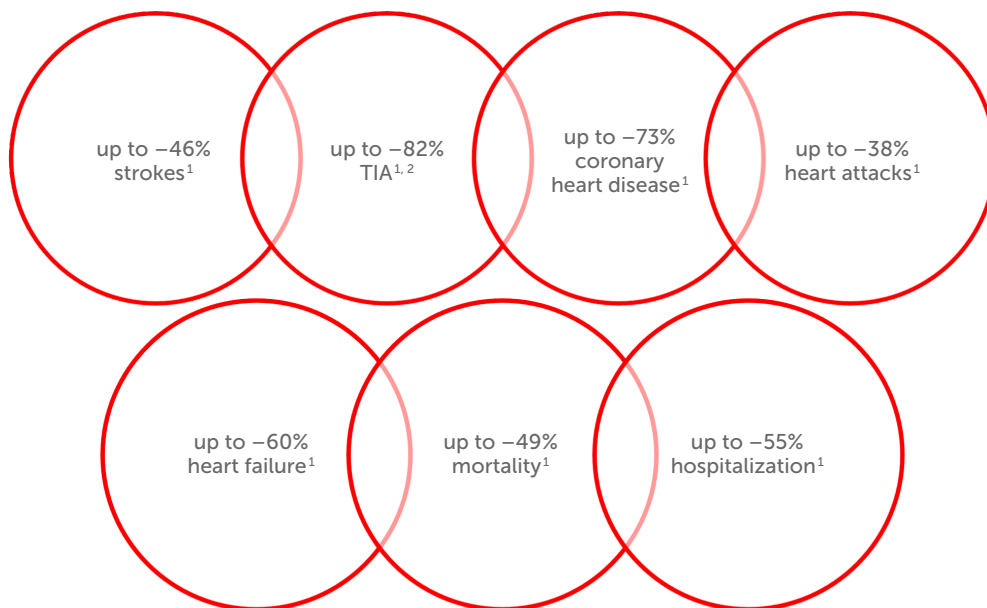 up to −46%
strokes¹
up to −82%
TIA¹, ²
up to −73%
coronary
heart disease¹
up to −38%
heart attacks¹
up to −60%
heart failure¹
up to −49%
mortality¹
up to −55%
hospitalization¹